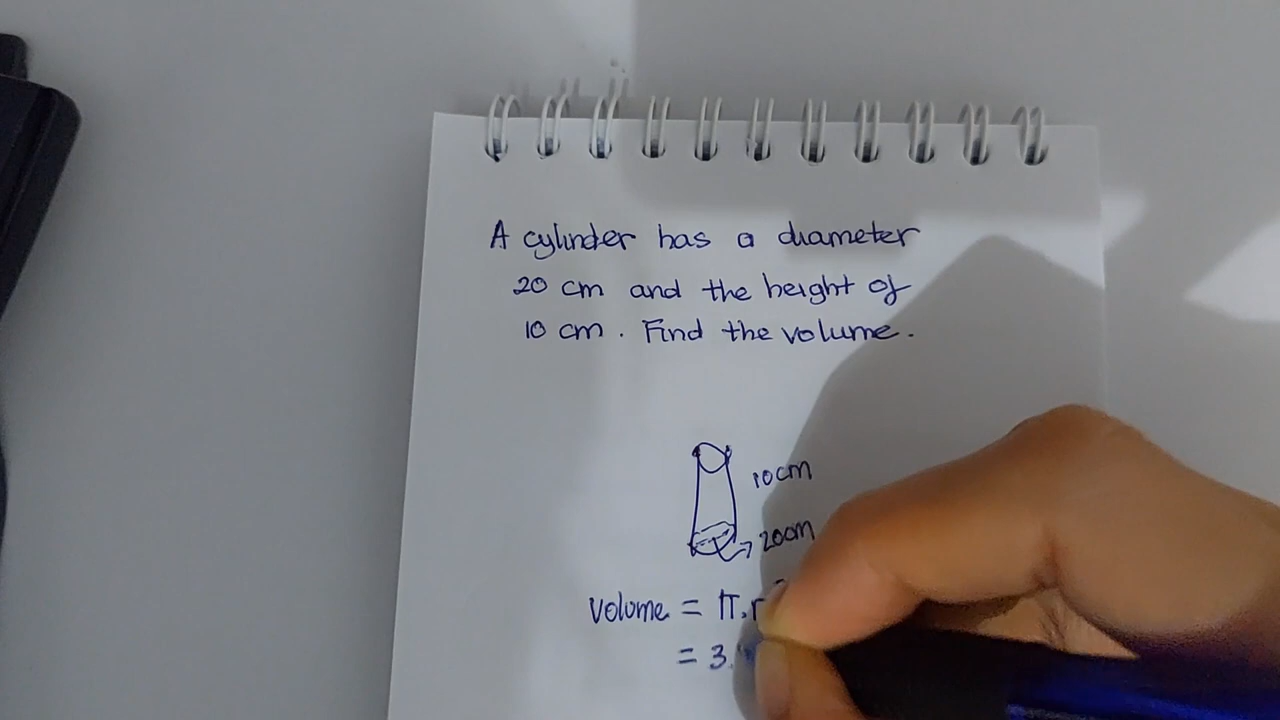 A cylinder has a diameter
20 cm and the height of
10 cm. Find the volume.
10cm
20cm
volume = π.r
= 3.